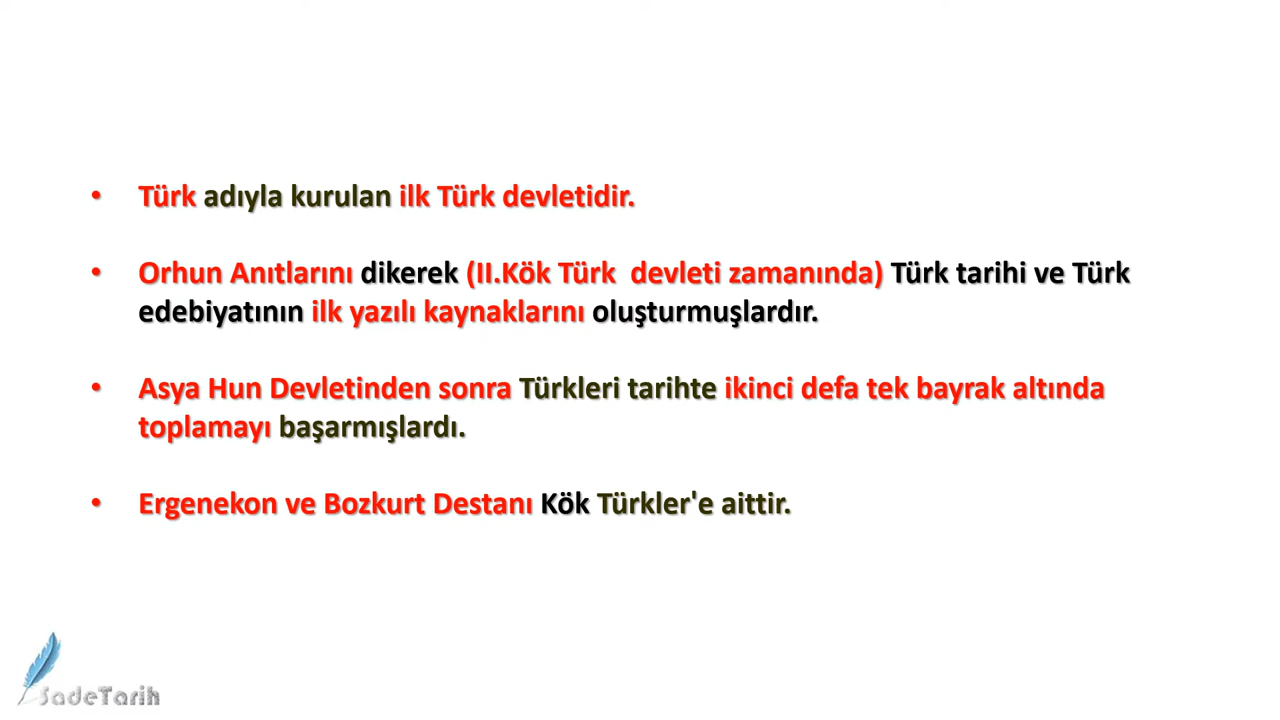 • Türk adıyla kurulan ilk Türk devletidir.
• Orhun Anıtlarını dikerek (II.Kök Türk  devleti zamanında) Türk tarihi ve Türk
edebiyatının ilk yazılı kaynaklarını oluşturmuşlardır.
• Asya Hun Devletinden sonra Türkleri tarihte ikinci defa tek bayrak altında
toplamayı başarmışlardı.
• Ergenekon ve Bozkurt Destanı Kök Türkler'e aittir.
SadeTarih